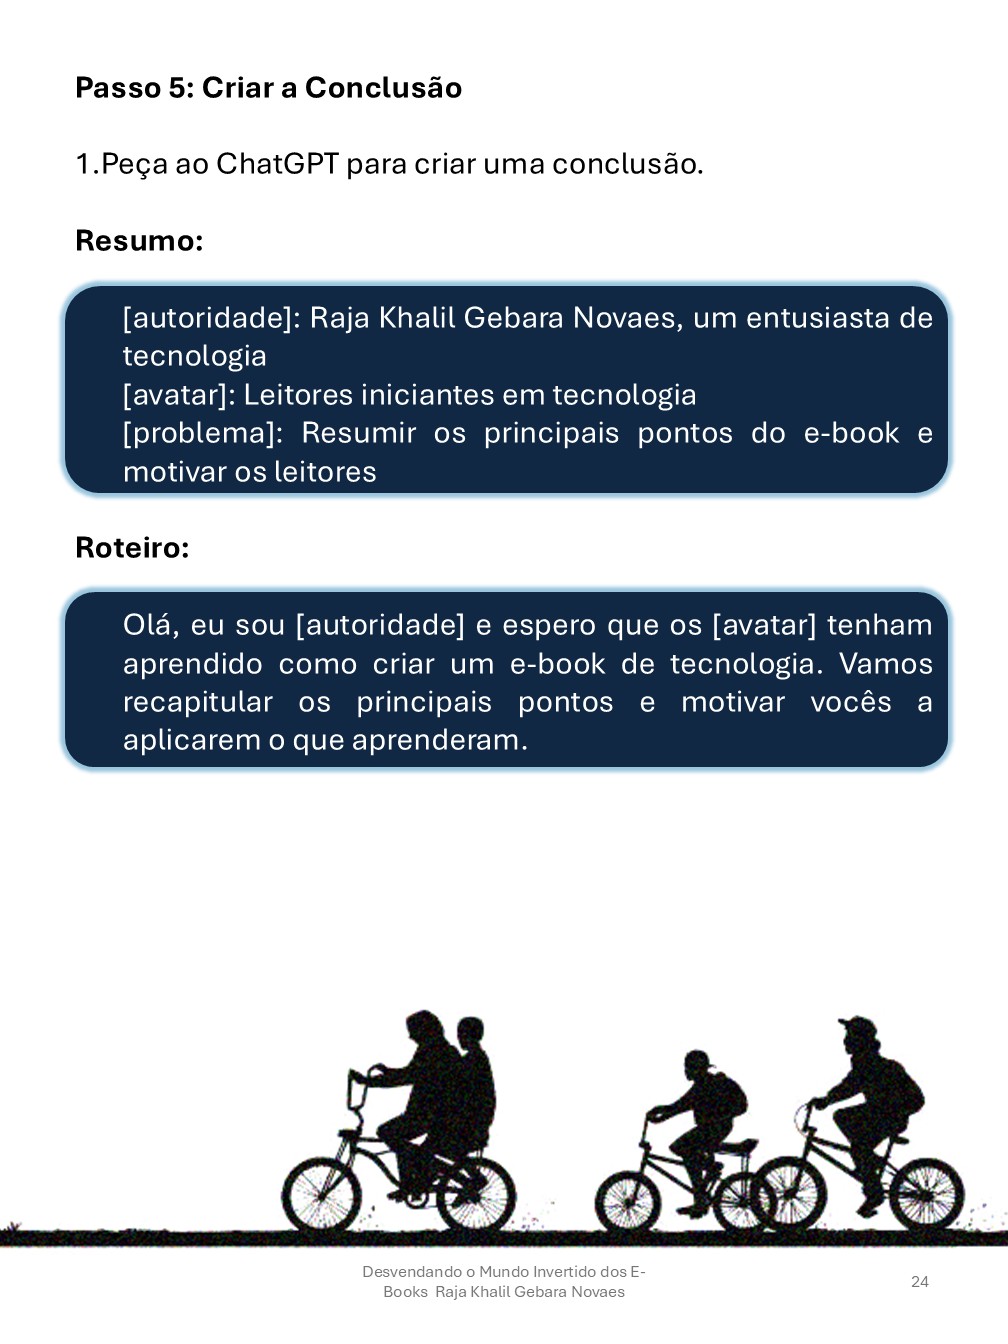 Passo 5: Criar a Conclusão
1.Peça ao ChatGPT para criar uma conclusão.
Resumo:
[autoridade]: Raja Khalil Gebara Novaes, um entusiasta de
tecnologia
[avatar]: Leitores iniciantes em tecnologia
[problema]: Resumir os principais pontos do e-book e
motivar os leitores
Roteiro:
Olá, eu sou [autoridade] e espero que os [avatar] tenham
aprendido como criar um e-book de tecnologia. Vamos
recapitular os principais pontos e motivar vocês a
aplicarem o que aprenderam.
Desvendando o Mundo Invertido dos E-
Books  Raja Khalil Gebara Novaes
24